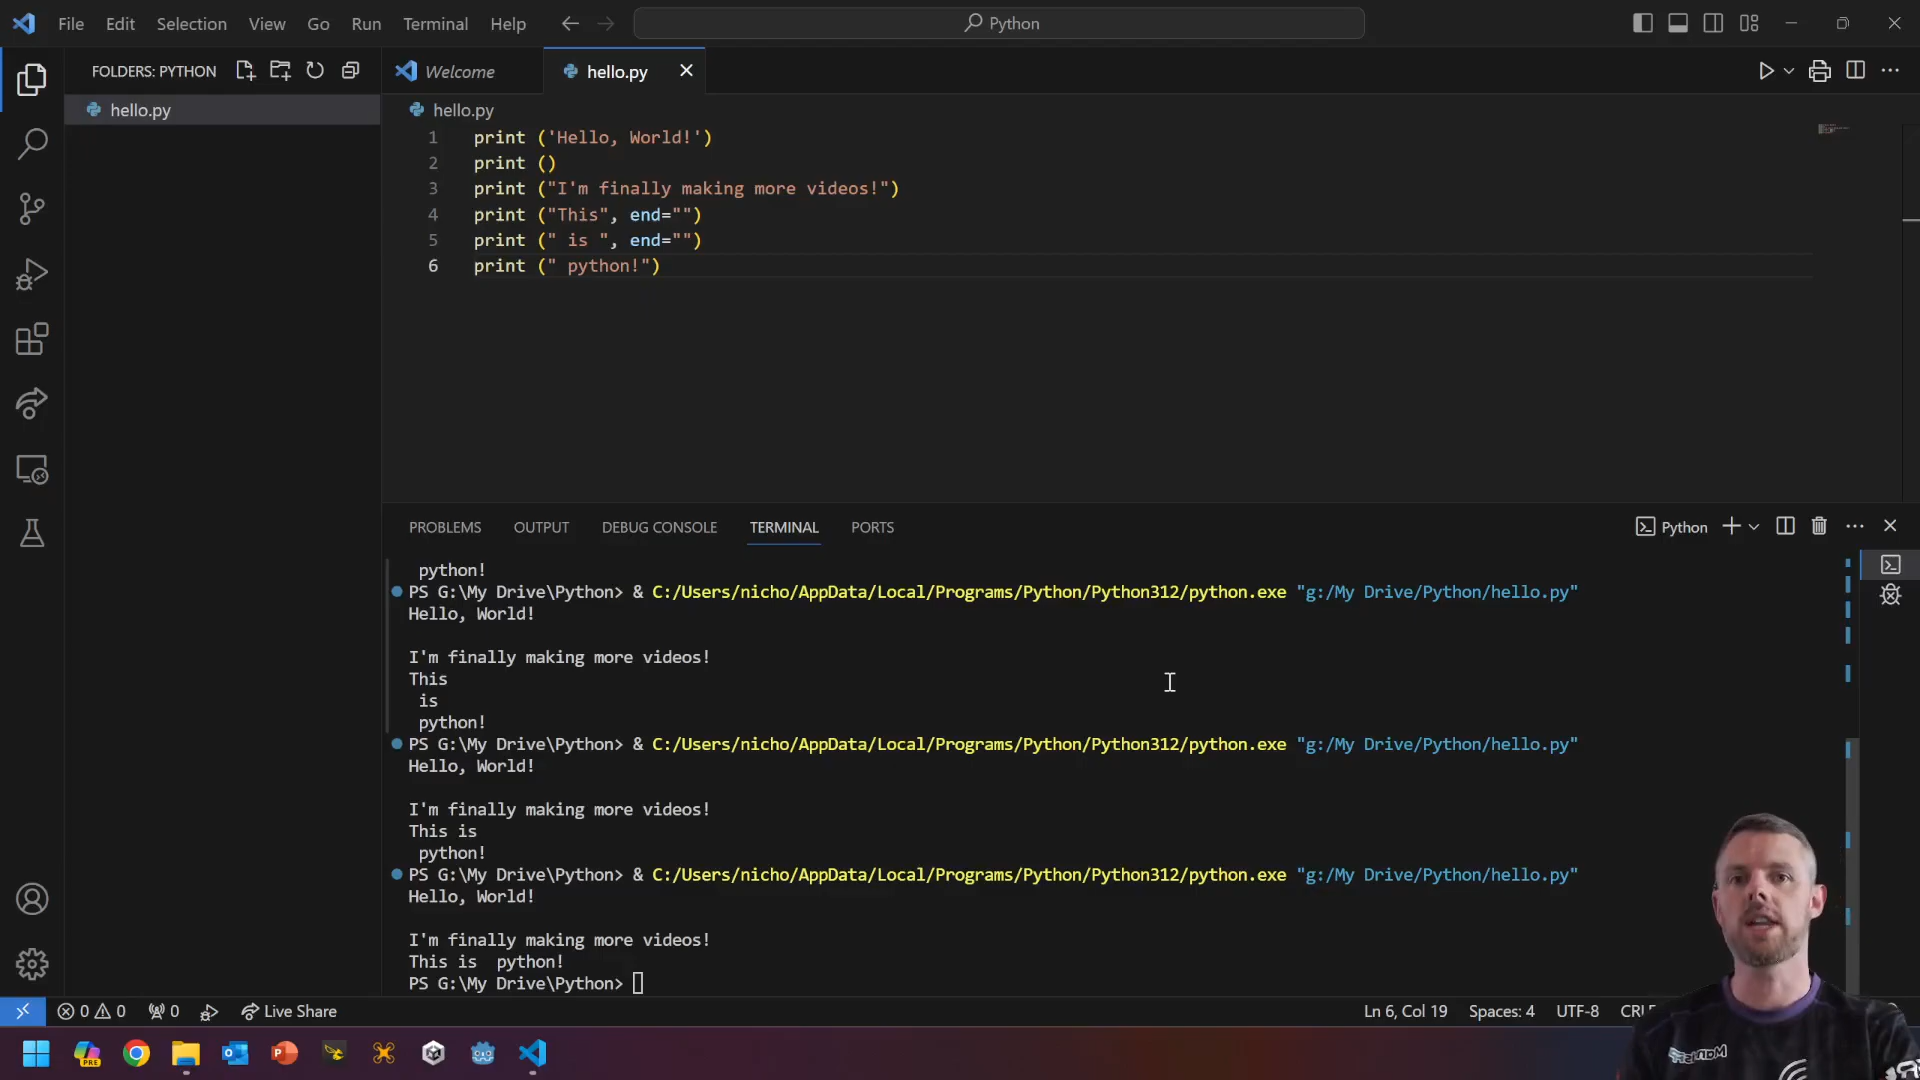 File Edit Selection View Go Run Terminal Help
Python
FOLDERS: PYTHON
hello.py
Welcome
hello.py
hello.py
1 print ('Hello, World!')
2 print ()
3 print ("I'm finally making more videos!")
4 print ("This", end="")
5 print (" is ", end="")
6 print (" python!")
PROBLEMS OUTPUT DEBUG CONSOLE TERMINAL PORTS
Python
python!
PS G:\My Drive\Python> & C:/Users/nicho/AppData/Local/Programs/Python/Python312/python.exe "g:/My Drive/Python/hello.py"
Hello, World!
I'm finally making more videos!
This
is
python!
PS G:\My Drive\Python> & C:/Users/nicho/AppData/Local/Programs/Python/Python312/python.exe "g:/My Drive/Python/hello.py"
Hello, World!
I'm finally making more videos!
This is
python!
PS G:\My Drive\Python> & C:/Users/nicho/AppData/Local/Programs/Python/Python312/python.exe "g:/My Drive/Python/hello.py"
Hello, World!
I'm finally making more videos!
This is  python!
PS G:\My Drive\Python>
0 0 0 Live Share
Ln 6, Col 19 Spaces: 4 UTF-8 CRL
PRE